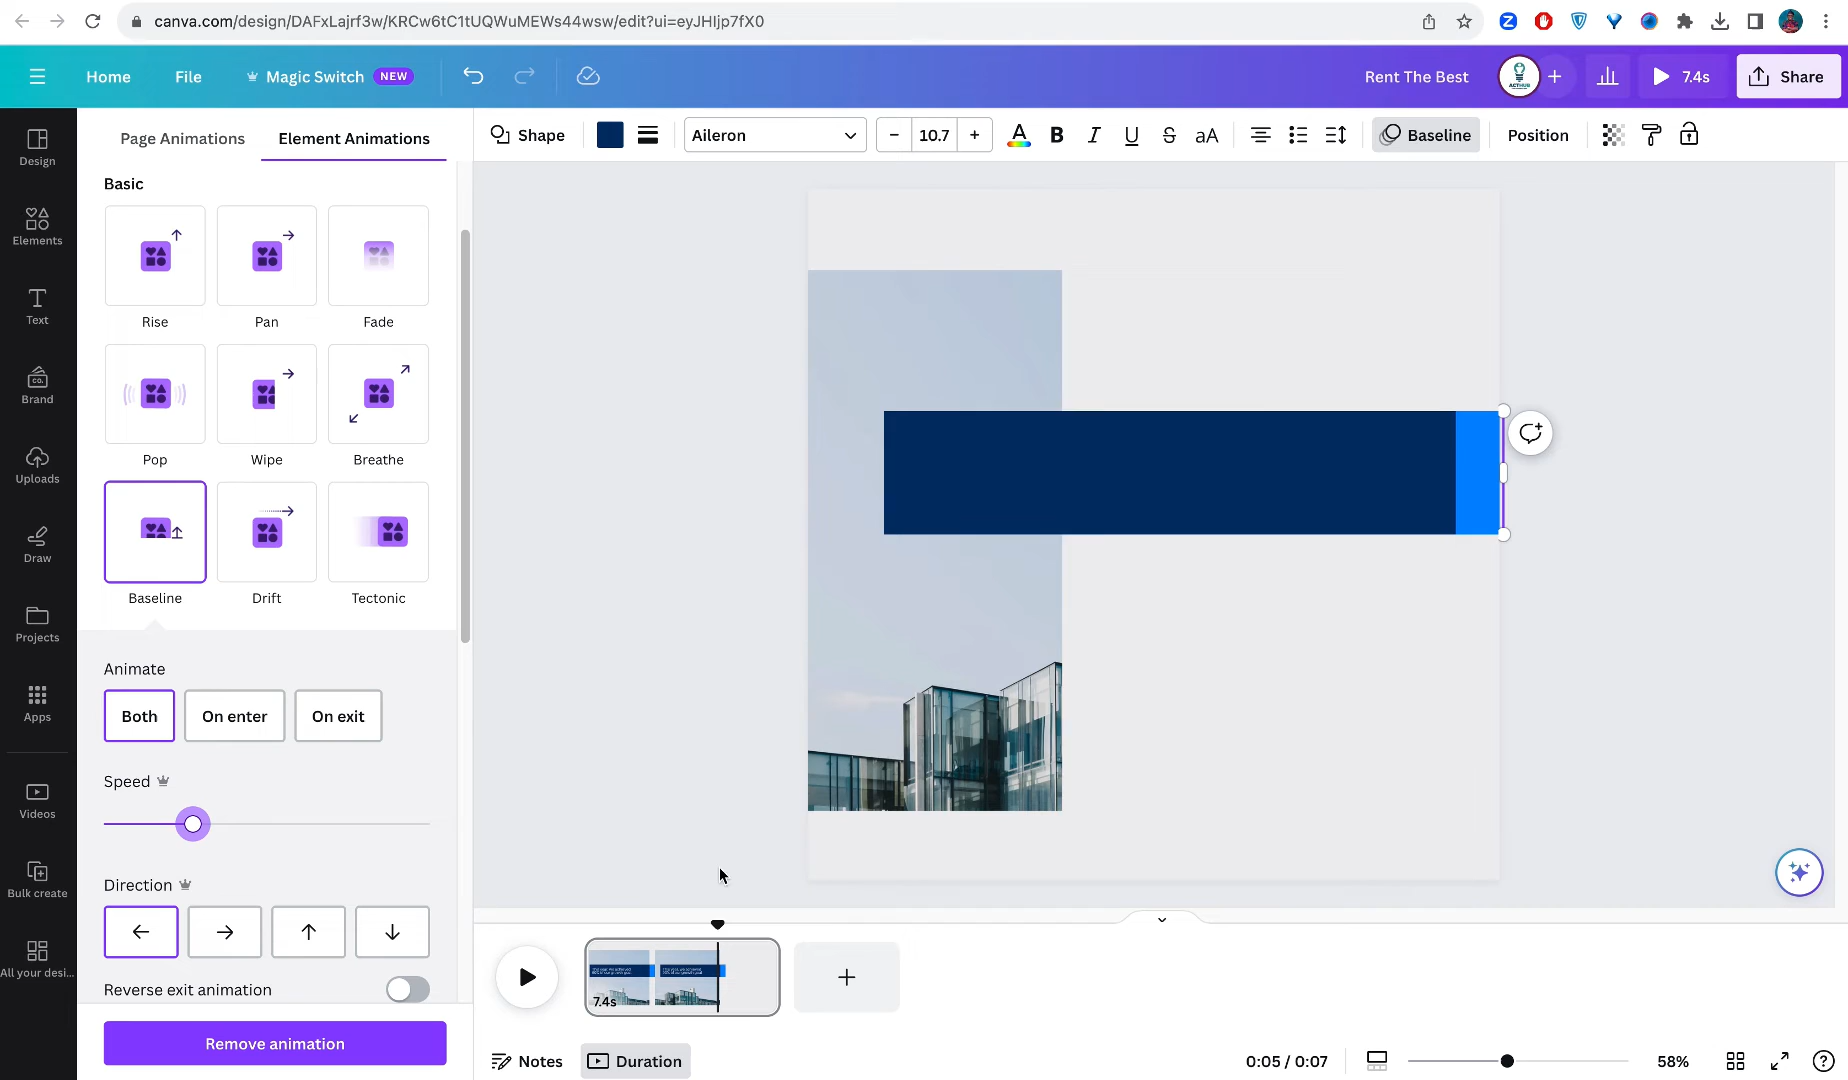 canva.com/design/DAFxLajrf3w/KRCw6tC1tUQWuMEWs44wsw/edit?ui=eyJHIjp7fX0
Home
File
Magic Switch NEW
Rent The Best
ACTHUB
7.4s
Share
Page Animations
Element Animations
Shape
Aileron
10.7
A
B
I
U
S
aA
Baseline
Position
Design
Elements
Text
Brand
Uploads
Draw
Projects
Apps
Videos
Bulk create
All your desi...
Basic
Rise
Pan
Fade
Pop
Wipe
Breathe
Baseline
Drift
Tectonic
Animate
Both
On enter
On exit
Speed
Direction
Reverse exit animation
Remove animation
7.4s
Notes
Duration
0:05 / 0:07
58%